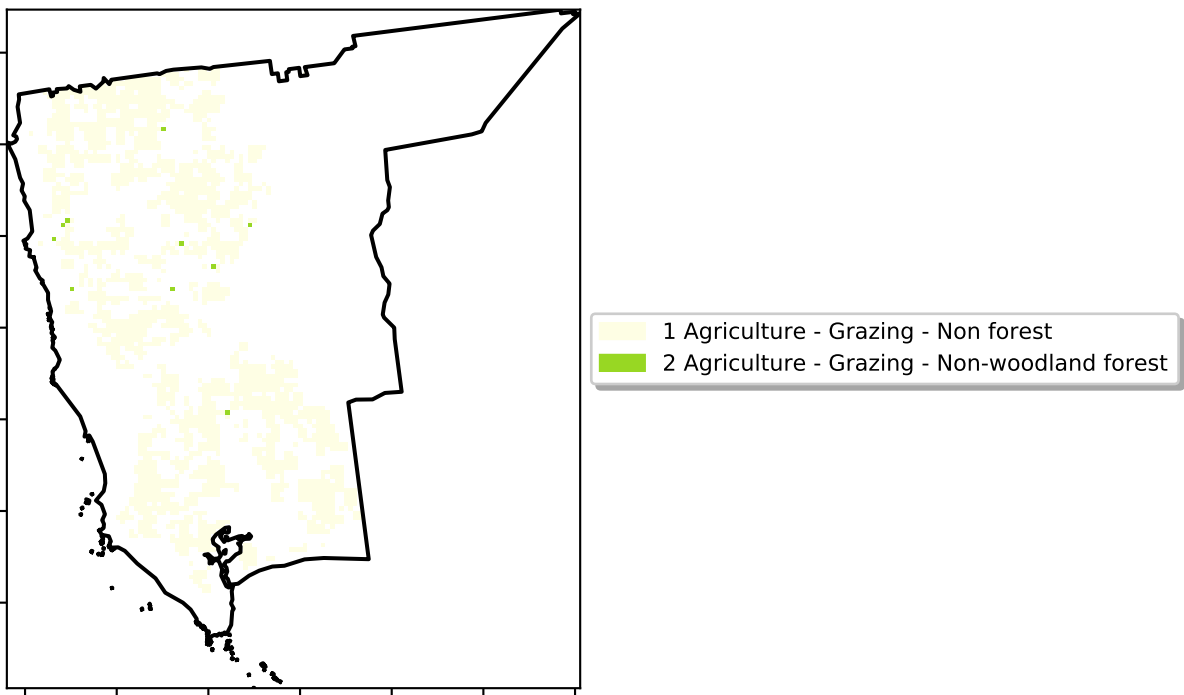 1 Agriculture - Grazing - Non forest
2 Agriculture - Grazing - Non-woodland forest